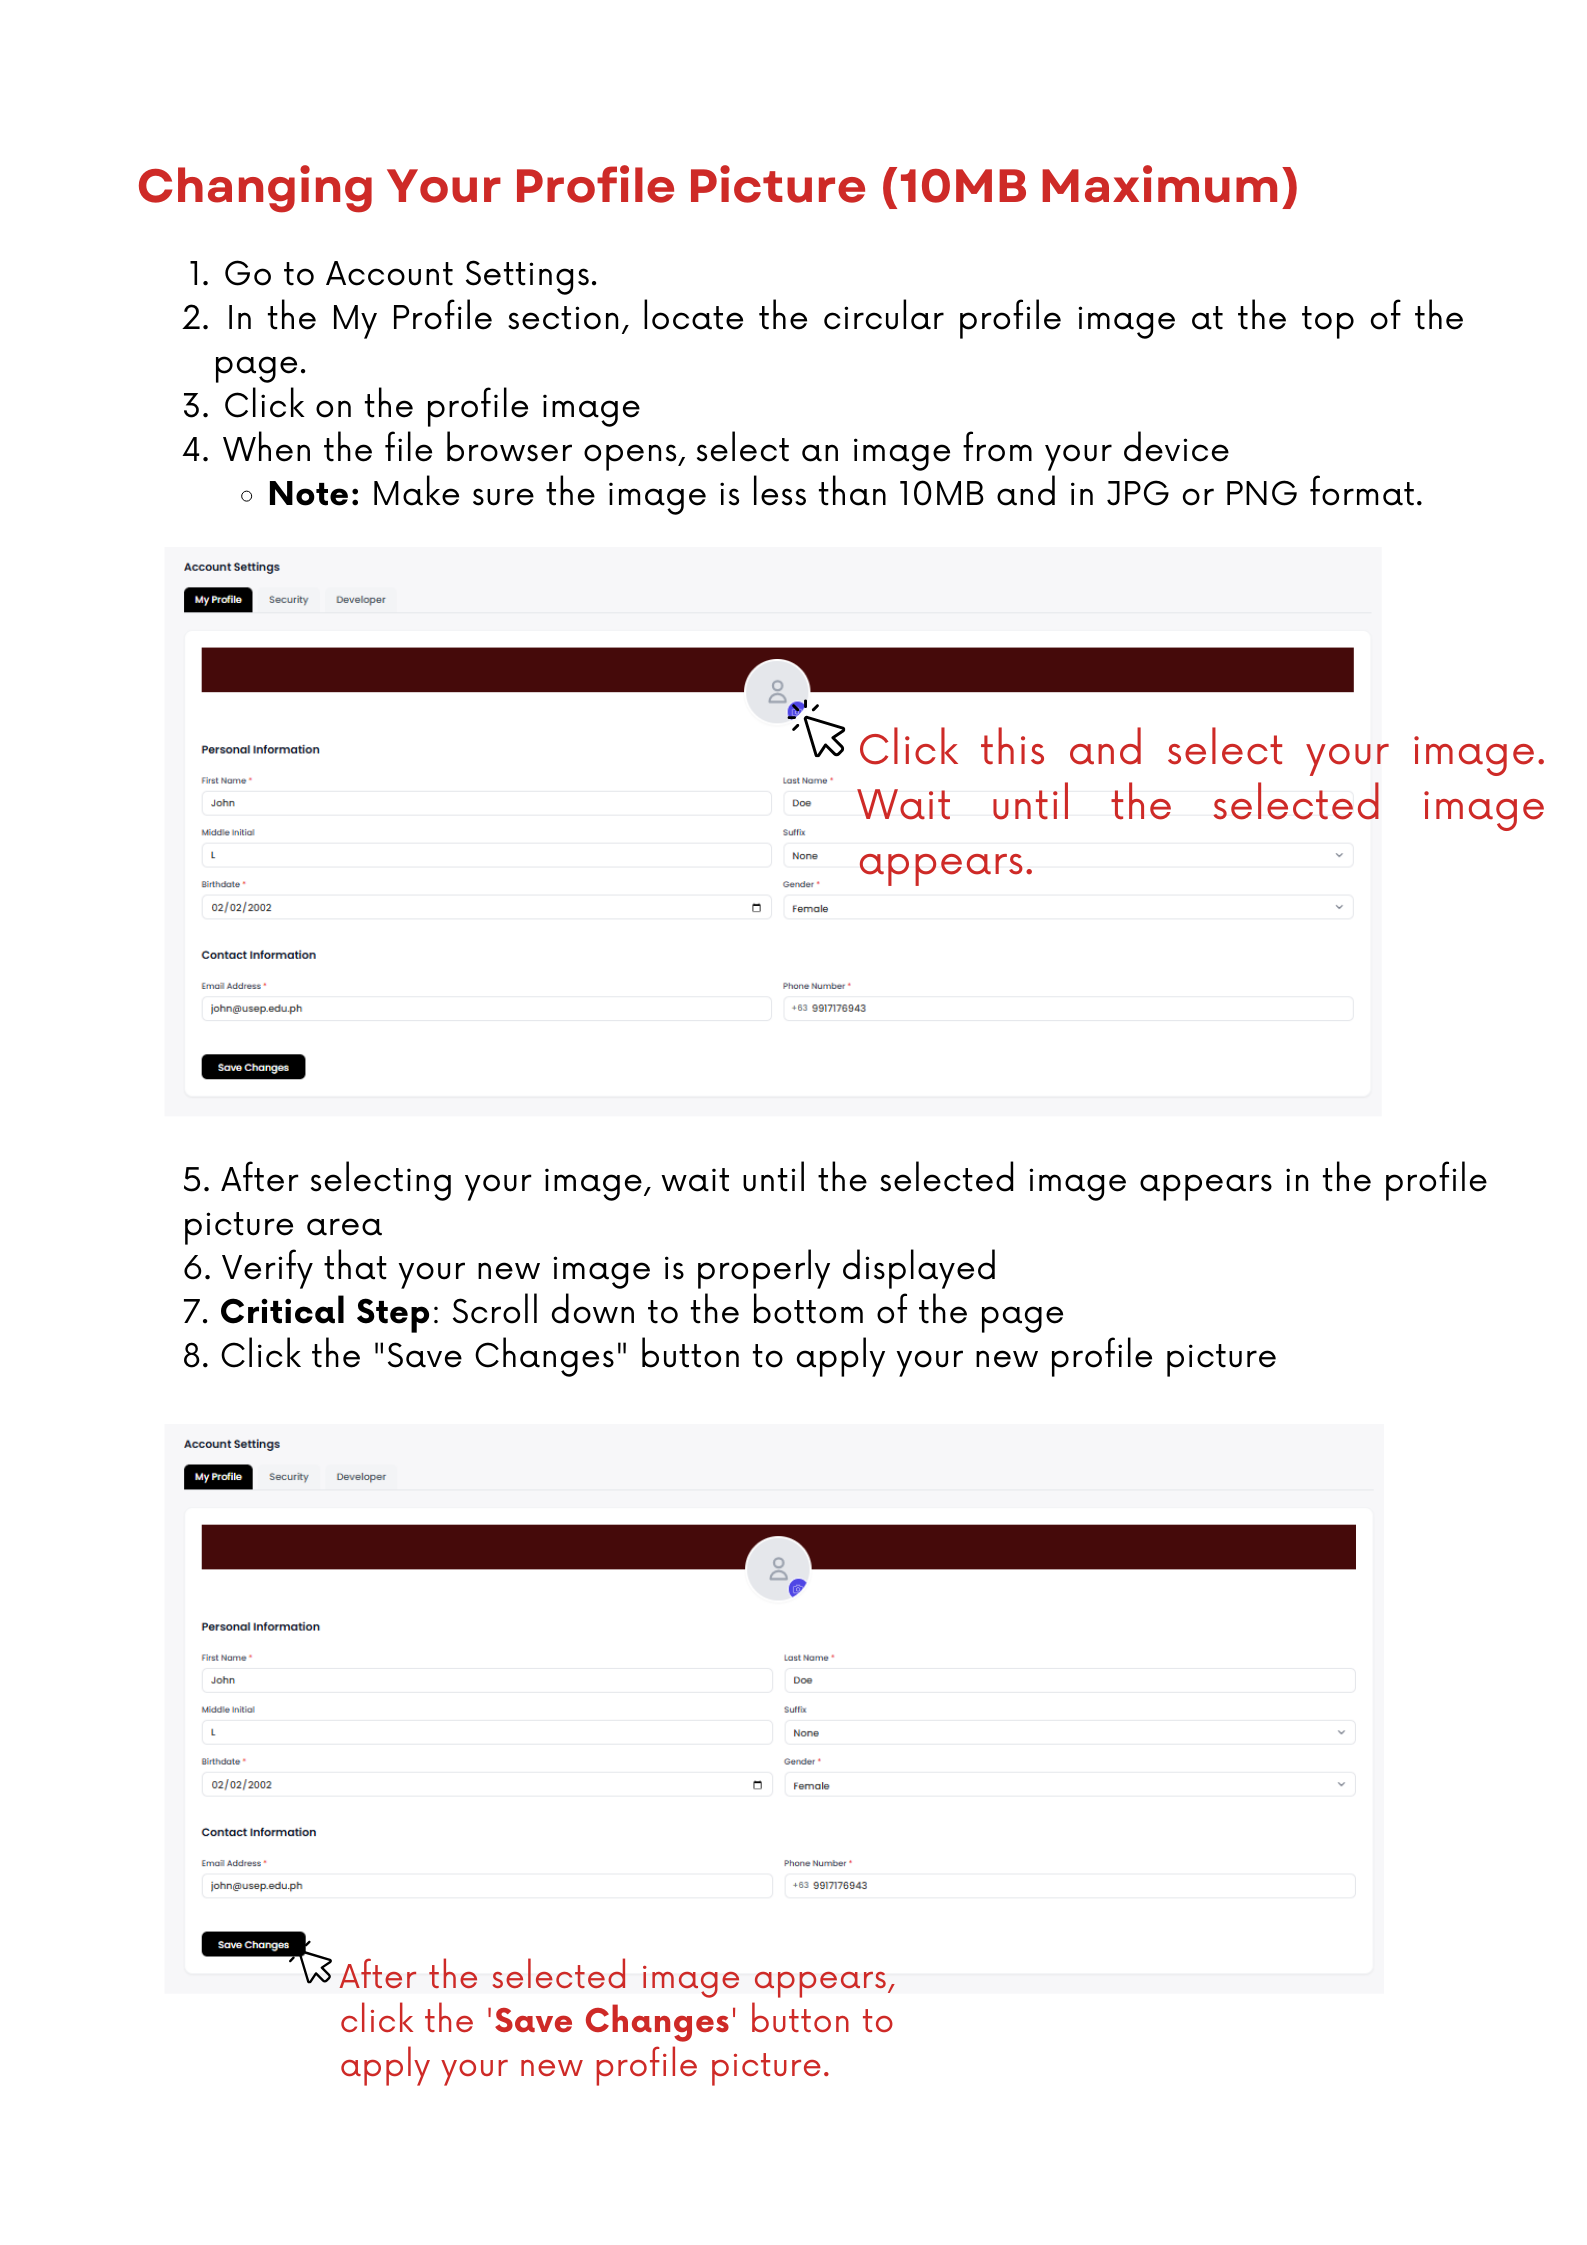 Changing Your Profile Picture (10MB Maximum)
1. Go to Account Settings.
2. In the My Profile section, locate the circular profile image at the top of the
page.
3. Click on the profile image
4. When the file browser opens, select an image from your device
Note: Make sure the image is less than 10MB and in JPG or PNG format.
Account Settings
My Profile Security Developer
Click this and select your image.
Wait until the selected image
appears.
Personal Information
First Name * Last Name *
John Doe
Middle Initial Suffix
L None
Birthdate * Gender *
02/02/2002 Female
Contact Information
Email Address * Phone Number *
john@usep.edu.ph +63 9917176943
Save Changes
5. After selecting your image, wait until the selected image appears in the profile
picture area
6. Verify that your new image is properly displayed
7. Critical Step: Scroll down to the bottom of the page
8. Click the "Save Changes" button to apply your new profile picture
Account Settings
My Profile Security Developer
Personal Information
First Name * Last Name *
John Doe
Middle Initial Suffix
L None
Birthdate * Gender *
02/02/2002 Female
Contact Information
Email Address * Phone Number *
john@usep.edu.ph +63 9917176943
Save Changes
After the selected image appears,
click the 'Save Changes' button to
apply your new profile picture.